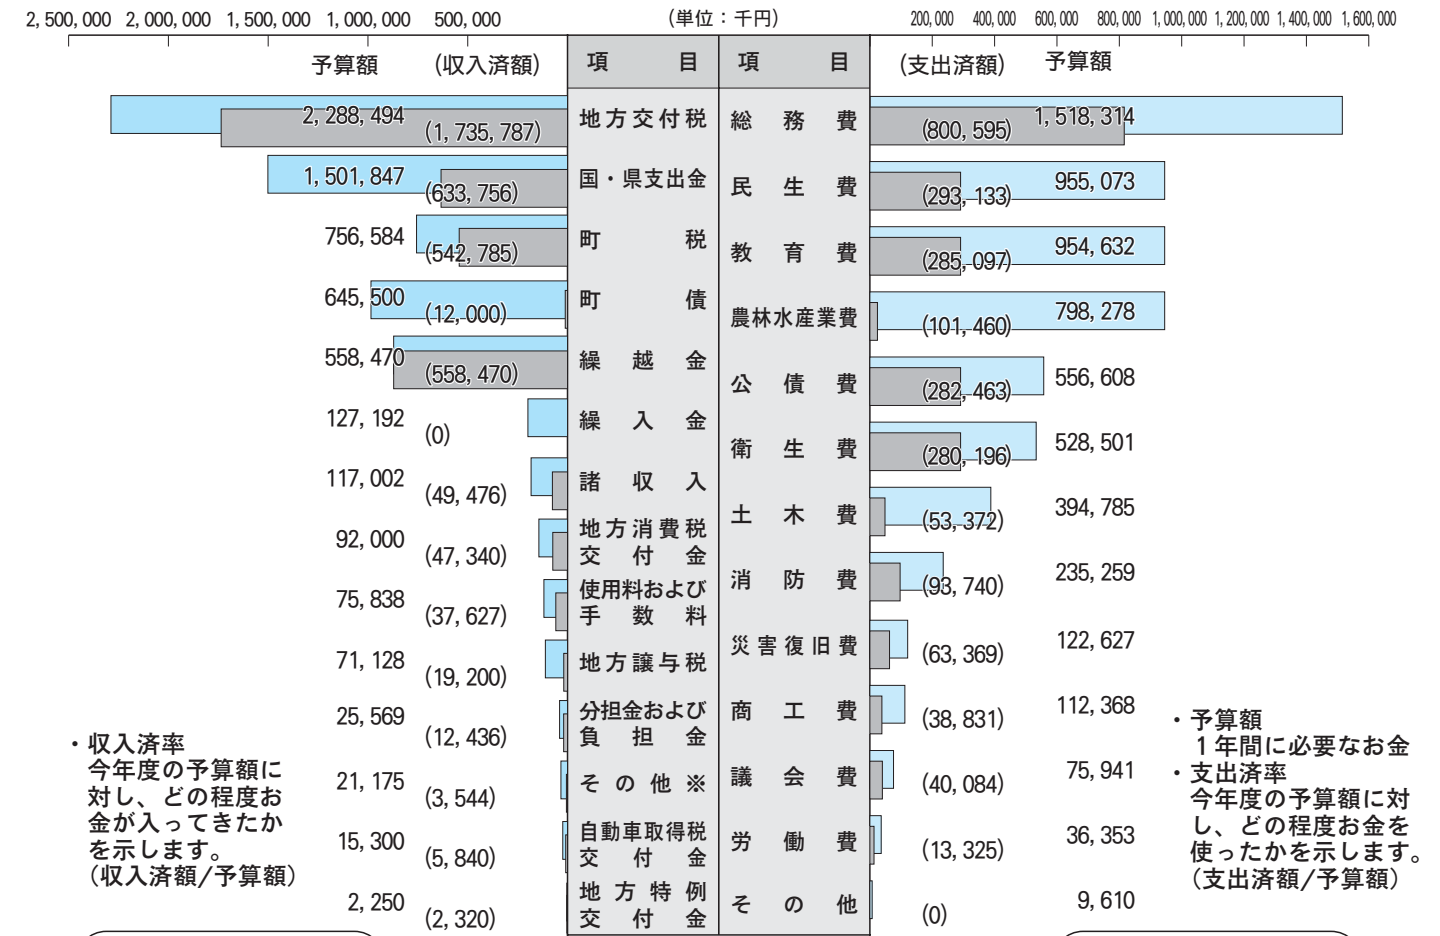 2,500,000 2,000,000 1,500,000 1,000,000 500,000 (単位：千円) 200,000 400,000 600,000 800,000 1,000,000 1,200,000 1,400,000 1,600,000
予算額 (収入済額) 項目 項目 (支出済額) 予算額
2,288,494 (1,735,787) 地方交付税
1,501,847 (633,756) 国・県支出金
756,584 (542,785) 町税
645,500 (12,000) 町債
558,470 (558,470) 繰越金
127,192 (0) 繰入金
117,002 (49,476) 諸収入
92,000 (47,340) 地方消費税
交付金
75,838 (37,627) 使用料および
手数料
71,128 (19,200) 地方譲与税
25,569 (12,436) 分担金および
負担金
21,175 (3,544) その他※
15,300 (5,840) 自動車取得税
交付金
2,250 (2,320) 地方特例
交付金
総務費 (800,595) 1,518,314
民生費 (293,133) 955,073
教育費 (285,097) 954,632
農林水産業費 (101,460) 798,278
公債費 (282,463) 556,608
衛生費 (280,196) 528,501
土木費 (53,372) 394,785
消防費 (93,740) 235,259
災害復旧費 (63,369) 122,627
商工費 (38,831) 112,368
議会費 (40,084) 75,941
労働費 (13,325) 36,353
その他 (0) 9,610
・収入済率
今年度の予算額に
対し、どの程度お
金が入ってきたか
を示します。
(収入済額/予算額)
・予算額
1年間に必要なお金
・支出済率
今年度の予算額に対
し、どの程度お金を
使ったかを示します。
(支出済額/予算額)